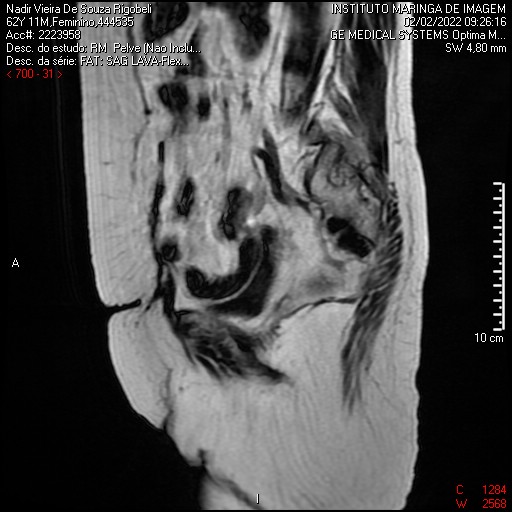 Nadir Vieira De Souza Rigobeli
62Y 11M,Feminiho,444535
Acc#: 2223958
Desc. do estudo: RM Pelve (Nao Inclu...
Desc. da série: FAT: SAG LAVA-Flex...
< 700 - 31 >
INSTITUTO MARINGA DE IMAGEM
02/02/2022 09:26:16
GE MEDICAL SYSTEMS Optima M...
SW 4,80 mm
A
10 cm
I
C 1284
W 2568